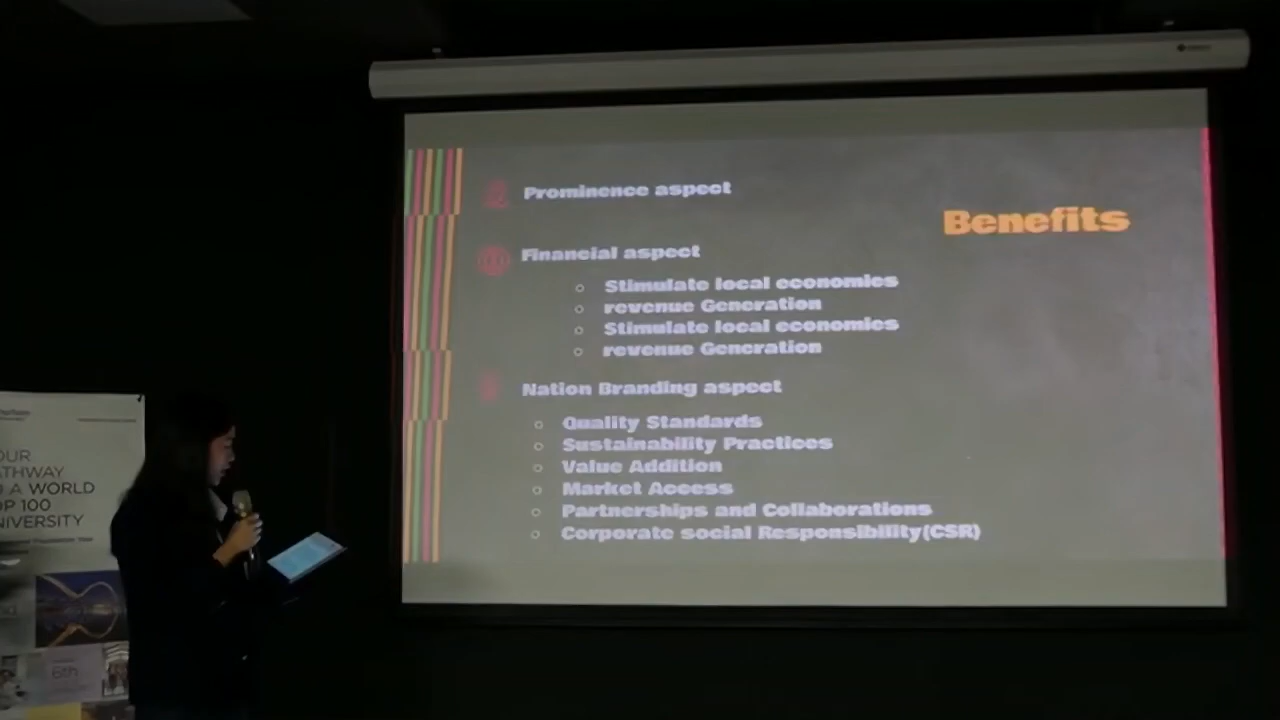 Benefits
Prominence aspect
Financial aspect
Stimulate local economies
revenue Generation
Stimulate local economies
revenue Generation
Nation Branding aspect
Quality Standards
Sustainability Practices
Value Addition
Market Access
Partnerships and Collaborations
Corporate social Responsibility(CSR)
OUR
ATHWAY
A WORLD
OP 100
NIVERSITY
6th